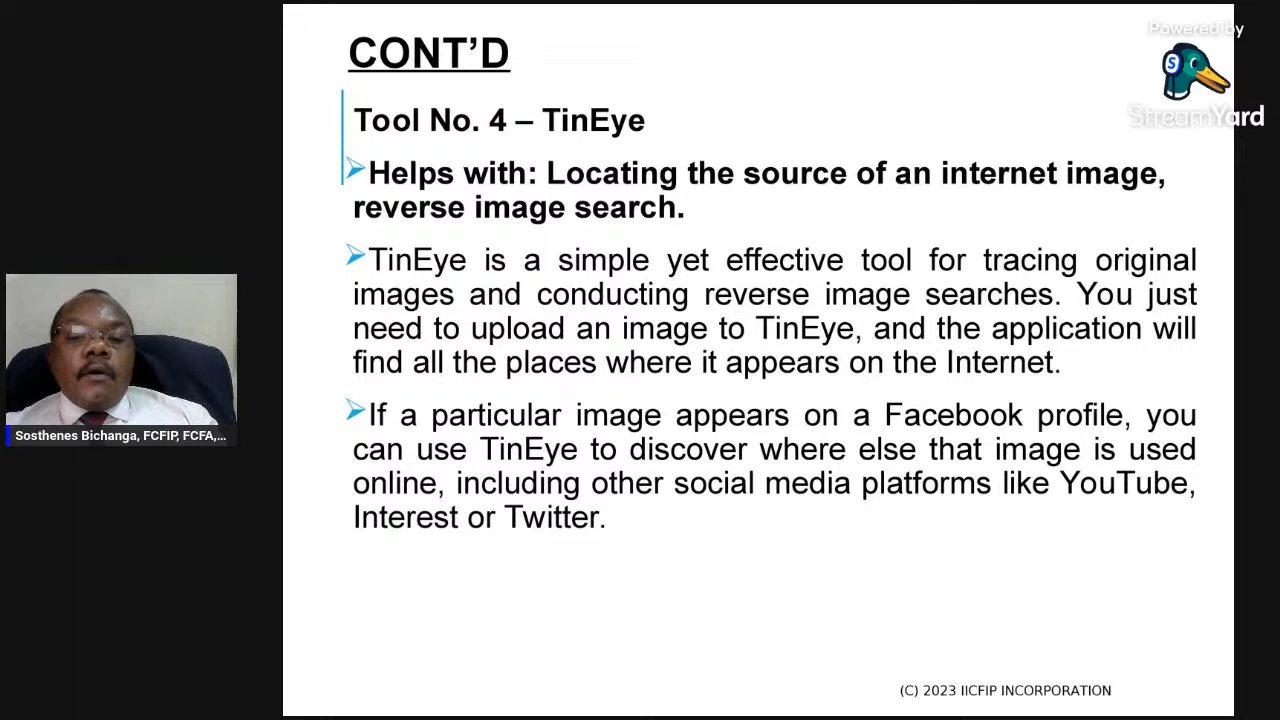 Powered by
StreamYard
CONT’D
Tool No. 4 – TinEye
Helps with: Locating the source of an internet image,
reverse image search.
TinEye is a simple yet effective tool for tracing original
images and conducting reverse image searches. You just
need to upload an image to TinEye, and the application will
find all the places where it appears on the Internet.
If a particular image appears on a Facebook profile, you
can use TinEye to discover where else that image is used
online, including other social media platforms like YouTube,
Interest or Twitter.
Sosthenes Bichanga, FCFIP, FCFA,...
(C) 2023 IICFIP INCORPORATION